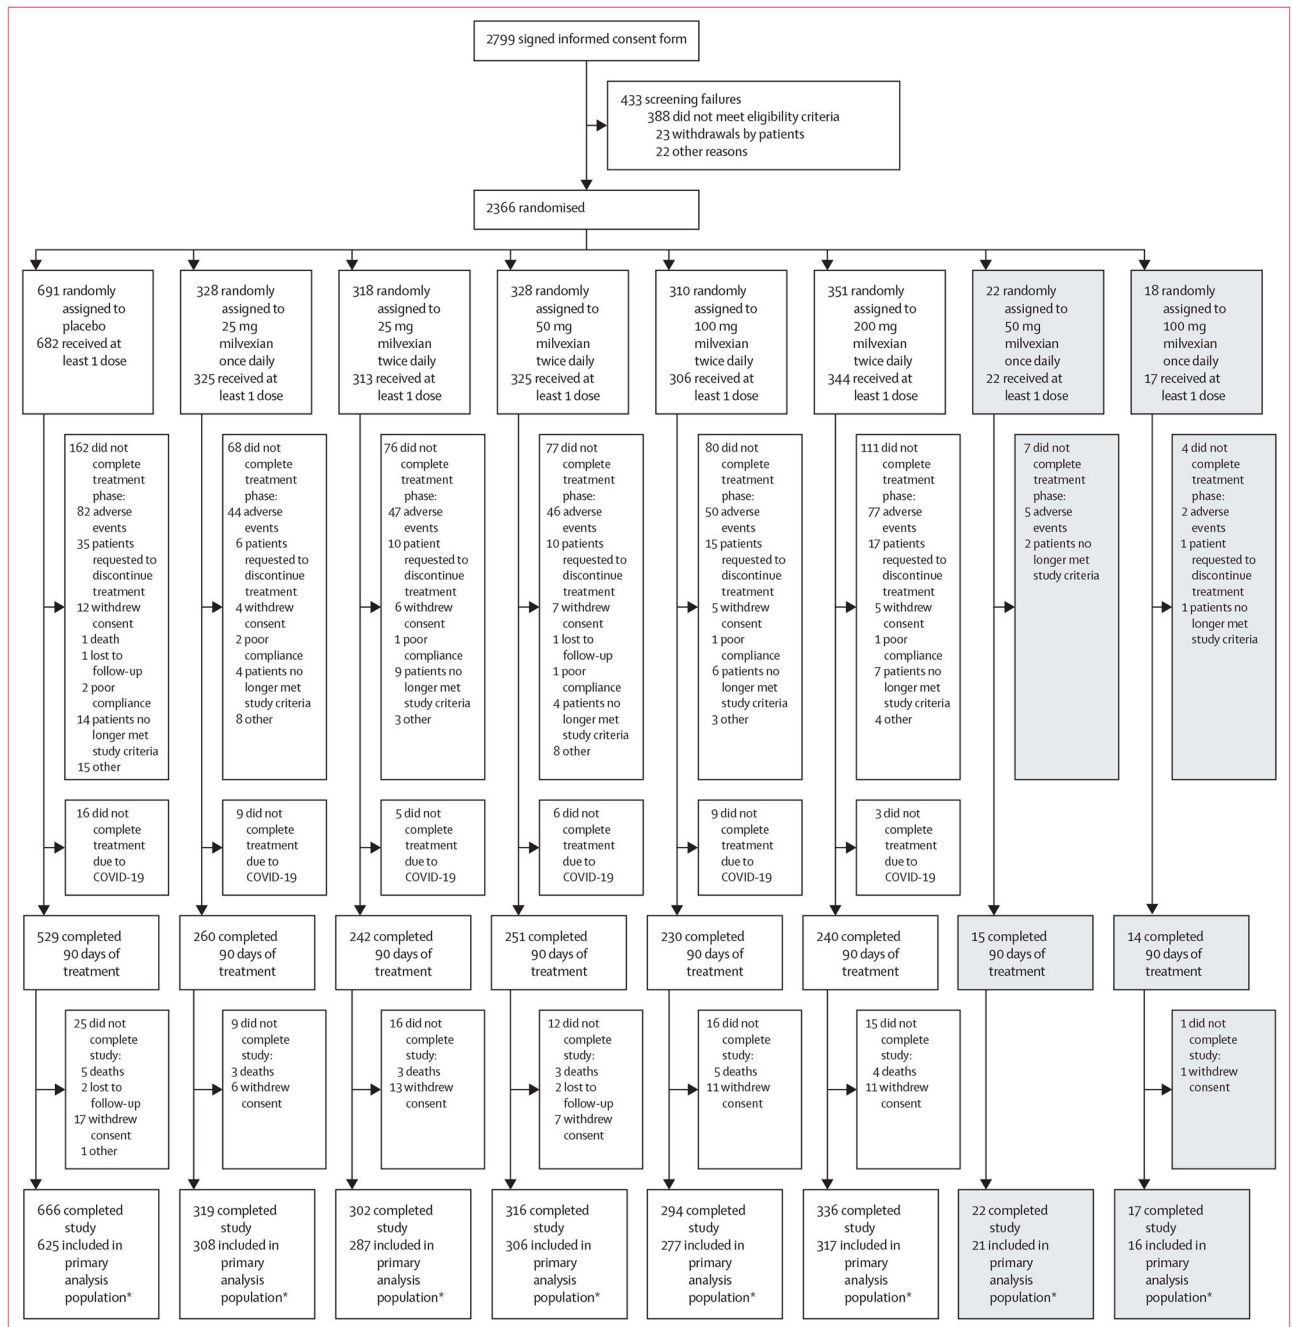 2799 signed informed consent form
433 screening failures
388 did not meet eligibility criteria
23 withdrawals by patients
22 other reasons
2366 randomised
691 randomly
assigned to
placebo
682 received at
least 1 dose
328 randomly
assigned to
25 mg
milvexian
once daily
325 received at
least 1 dose
318 randomly
assigned to
25 mg
milvexian
twice daily
313 received at
least 1 dose
328 randomly
assigned to
50 mg
milvexian
twice daily
325 received at
least 1 dose
310 randomly
assigned to
100 mg
milvexian
twice daily
306 received at
least 1 dose
351 randomly
assigned to
200 mg
milvexian
twice daily
344 received at
least 1 dose
22 randomly
assigned to
50 mg
milvexian
once daily
22 received at
least 1 dose
18 randomly
assigned to
100 mg
milvexian
once daily
17 received at
least 1 dose
162 did not
complete
treatment
phase:
82 adverse
events
35 patients
requested to
discontinue
treatment
12 withdrew
consent
1 death
1 lost to
follow-up
2 poor
compliance
14 patients no
longer met
study criteria
15 other
68 did not
complete
treatment
phase:
44 adverse
events
6 patients
requested to
discontinue
treatment
4 withdrew
consent
2 poor
compliance
4 patients no
longer met
study criteria
8 other
76 did not
complete
treatment
phase:
47 adverse
events
10 patient
requested to
discontinue
treatment
6 withdrew
consent
1 poor
compliance
9 patients no
longer met
study criteria
3 other
77 did not
complete
treatment
phase:
46 adverse
events
10 patients
requested to
discontinue
treatment
7 withdrew
consent
1 lost to
follow-up
1 poor
compliance
4 patients no
longer met
study criteria
8 other
80 did not
complete
treatment
phase:
50 adverse
events
15 patients
requested to
discontinue
treatment
5 withdrew
consent
1 poor
compliance
6 patients no
longer met
study criteria
3 other
111 did not
complete
treatment
phase:
77 adverse
events
17 patients
requested to
discontinue
treatment
5 withdrew
consent
1 poor
compliance
7 patients no
longer met
study criteria
4 other
7 did not
complete
treatment
phase:
5 adverse
events
2 patients no
longer met
study criteria
4 did not
complete
treatment
phase:
2 adverse
events
1 patient
requested to
discontinue
treatment
1 patients no
longer met
study criteria
16 did not
complete
treatment
due to
COVID-19
9 did not
complete
treatment
due to
COVID-19
5 did not
complete
treatment
due to
COVID-19
6 did not
complete
treatment
due to
COVID-19
9 did not
complete
treatment
due to
COVID-19
3 did not
complete
treatment
due to
COVID-19
529 completed
90 days of
treatment
260 completed
90 days of
treatment
242 completed
90 days of
treatment
251 completed
90 days of
treatment
230 completed
90 days of
treatment
240 completed
90 days of
treatment
15 completed
90 days of
treatment
14 completed
90 days of
treatment
25 did not
complete
study:
5 deaths
2 lost to
follow-up
17 withdrew
consent
1 other
9 did not
complete
study:
3 deaths
6 withdrew
consent
16 did not
complete
study:
3 deaths
13 withdrew
consent
12 did not
complete
study:
3 deaths
2 lost to
follow-up
7 withdrew
consent
16 did not
complete
study:
5 deaths
11 withdrew
consent
15 did not
complete
study:
4 deaths
11 withdrew
consent
1 did not
complete
study:
1 withdrew
consent
666 completed
study
625 included in
primary
analysis
population*
319 completed
study
308 included in
primary
analysis
population*
302 completed
study
287 included in
primary
analysis
population*
316 completed
study
306 included in
primary
analysis
population*
294 completed
study
277 included in
primary
analysis
population*
336 completed
study
317 included in
primary
analysis
population*
22 completed
study
21 included in
primary
analysis
population*
17 completed
study
16 included in
primary
analysis
population*